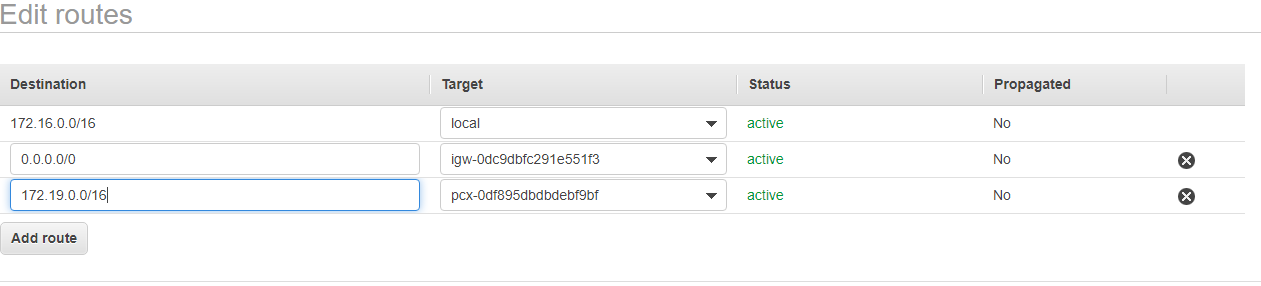 Edit routes
Destination Target Status Propagated
172.16.0.0/16 local active No
0.0.0.0/0 igw-0dc9dbfc291e551f3 active No
172.19.0.0/16 pcx-0df895dbdbdebf9bf active No
Add route